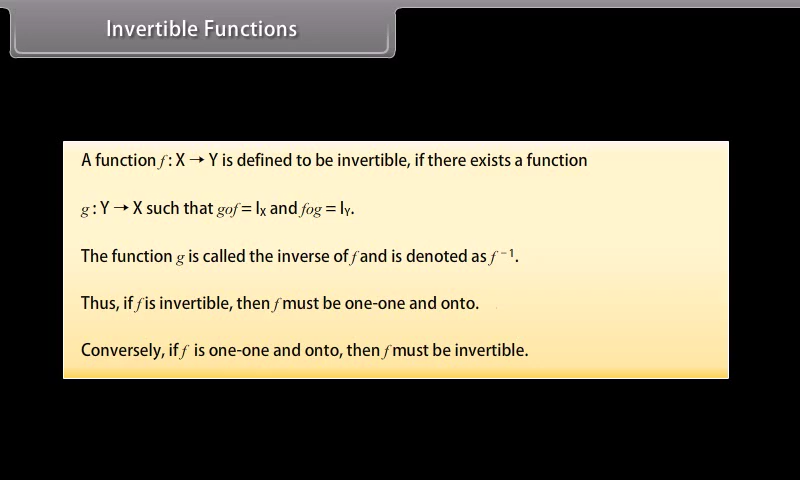 Invertible Functions
A function f : X → Y is defined to be invertible, if there exists a function
g : Y → X such that gof = Iₓ and fog = Iᵧ.
The function g is called the inverse of f and is denoted as f ⁻¹.
Thus, if f is invertible, then f must be one-one and onto.
Conversely, if f is one-one and onto, then f must be invertible.